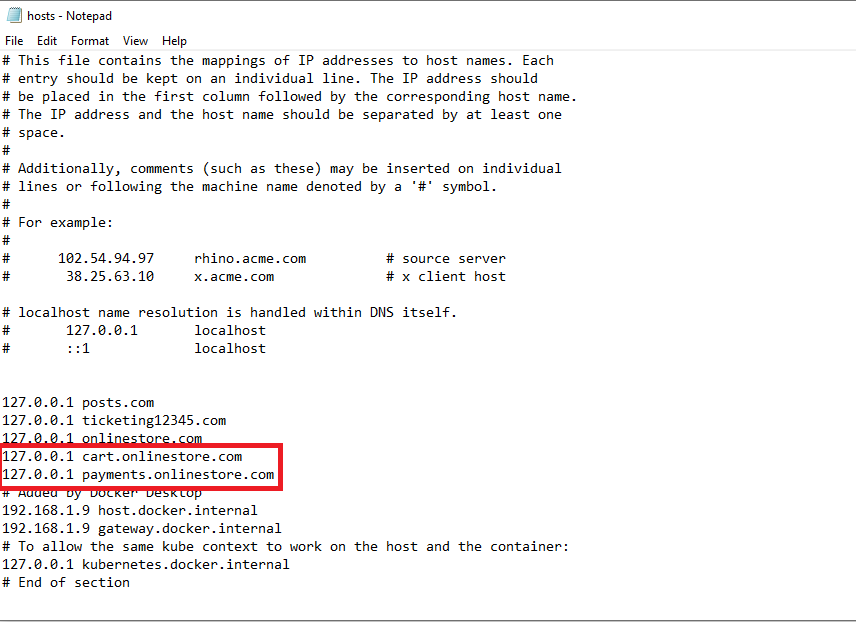 hosts - Notepad
File Edit Format View Help
# This file contains the mappings of IP addresses to host names. Each
# entry should be kept on an individual line. The IP address should
# be placed in the first column followed by the corresponding host name.
# The IP address and the host name should be separated by at least one
# space.
#
# Additionally, comments (such as these) may be inserted on individual
# lines or following the machine name denoted by a '#' symbol.
#
# For example:
#
#      102.54.94.97     rhino.acme.com          # source server
#       38.25.63.10     x.acme.com              # x client host
# localhost name resolution is handled within DNS itself.
#       127.0.0.1       localhost
#       ::1             localhost
127.0.0.1 posts.com
127.0.0.1 ticketing12345.com
127.0.0.1 onlinestore.com
127.0.0.1 cart.onlinestore.com
127.0.0.1 payments.onlinestore.com
# Added by Docker Desktop
192.168.1.9 host.docker.internal
192.168.1.9 gateway.docker.internal
# To allow the same kube context to work on the host and the container:
127.0.0.1 kubernetes.docker.internal
# End of section